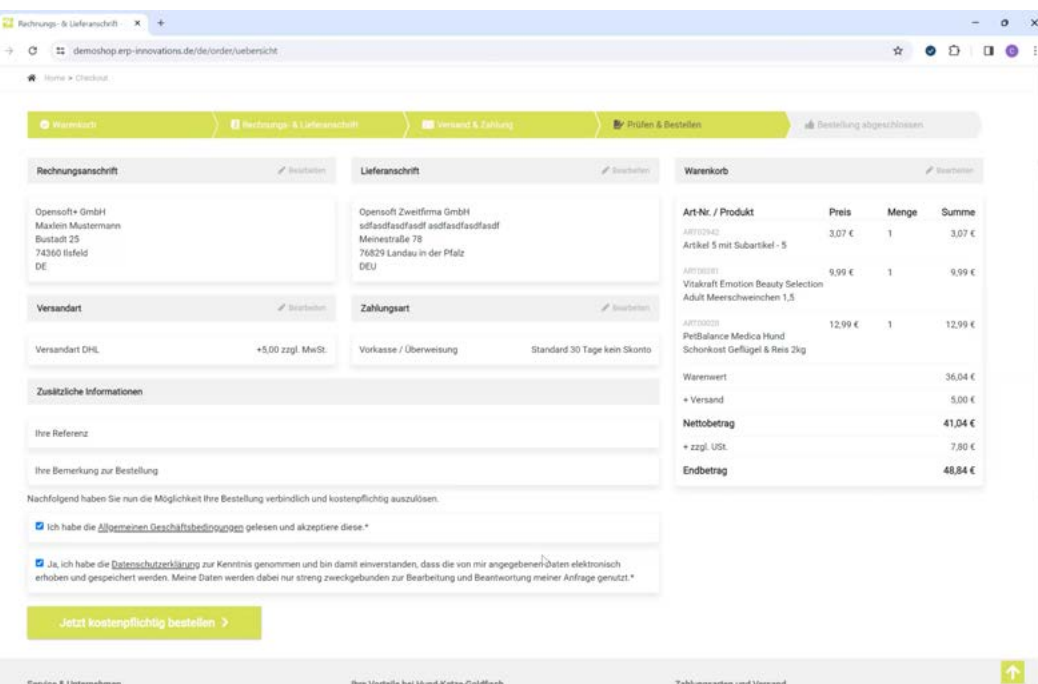 Rechnungs- & Lieferanschrift
demoshop.erp-innovations.de/de/order/uebersicht
Home » Checkout
Warenkorb
Rechnungs- & Lieferanschrift
Versand & Zahlung
Prüfen & Bestellen
Bestellung abgeschlossen
Rechnungsanschrift Bearbeiten
Opensoft+ GmbH
Maxlein Mustermann
Bustadt 25
74360 Ilsfeld
DE
Lieferanschrift Bearbeiten
Opensoft Zweitfirma GmbH
sdfasdfasdfasdf asdfasdfasdfasdf
Meinestraße 78
76829 Landau in der Pfalz
DEU
Versandart Bearbeiten
Versandart DHL +5,00 zzgl. MwSt.
Zahlungsart Bearbeiten
Vorkasse / Überweisung Standard 30 Tage kein Skonto
Zusätzliche Informationen
Ihre Referenz
Ihre Bemerkung zur Bestellung
Nachfolgend haben Sie nun die Möglichkeit Ihre Bestellung verbindlich und kostenpflichtig auszulösen.
Ich habe die Allgemeinen Geschäftsbedingungen gelesen und akzeptiere diese.*
Ja, ich habe die Datenschutzerklärung zur Kenntnis genommen und bin damit einverstanden, dass die von mir angegebenen Daten elektronisch
erhoben und gespeichert werden. Meine Daten werden dabei nur streng zweckgebunden zur Bearbeitung und Beantwortung meiner Anfrage genutzt.*
Jetzt kostenpflichtig bestellen
Warenkorb Bearbeiten
Art-Nr. / Produkt Preis Menge Summe
ART02942
Artikel 5 mit Subartikel - 5 3,07 € 1 3,07 €
9,99 € 1 9,99 €
Vitakraft Emotion Beauty Selection
Adult Meerschweinchen 1,5
ART00020 12,99 € 1 12,99 €
PetBalance Medica Hund
Schonkost Geflügel & Reis 2kg
Warenwert 36,04 €
+ Versand 5,00 €
Nettobetrag 41,04 €
+ zzgl. USt. 7,80 €
Endbetrag 48,84 €
Service & Unternehmen
Ihre Vorteile bei Hund-Katze-Goldfisch
Zahlungsarten und Versand